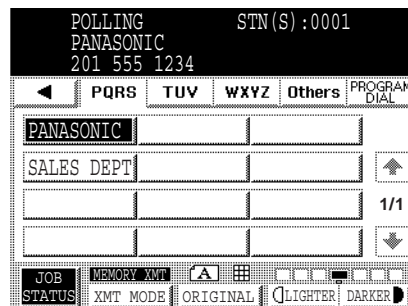 POLLING STN(S):0001
PANASONIC
201 555 1234
PQRS TUV WXYZ Others PROGRAM DIAL
PANASONIC
SALES DEPT
1/1
JOB STATUS
MEMORY XMT A
XMT MODE ORIGINAL LIGHTER DARKER